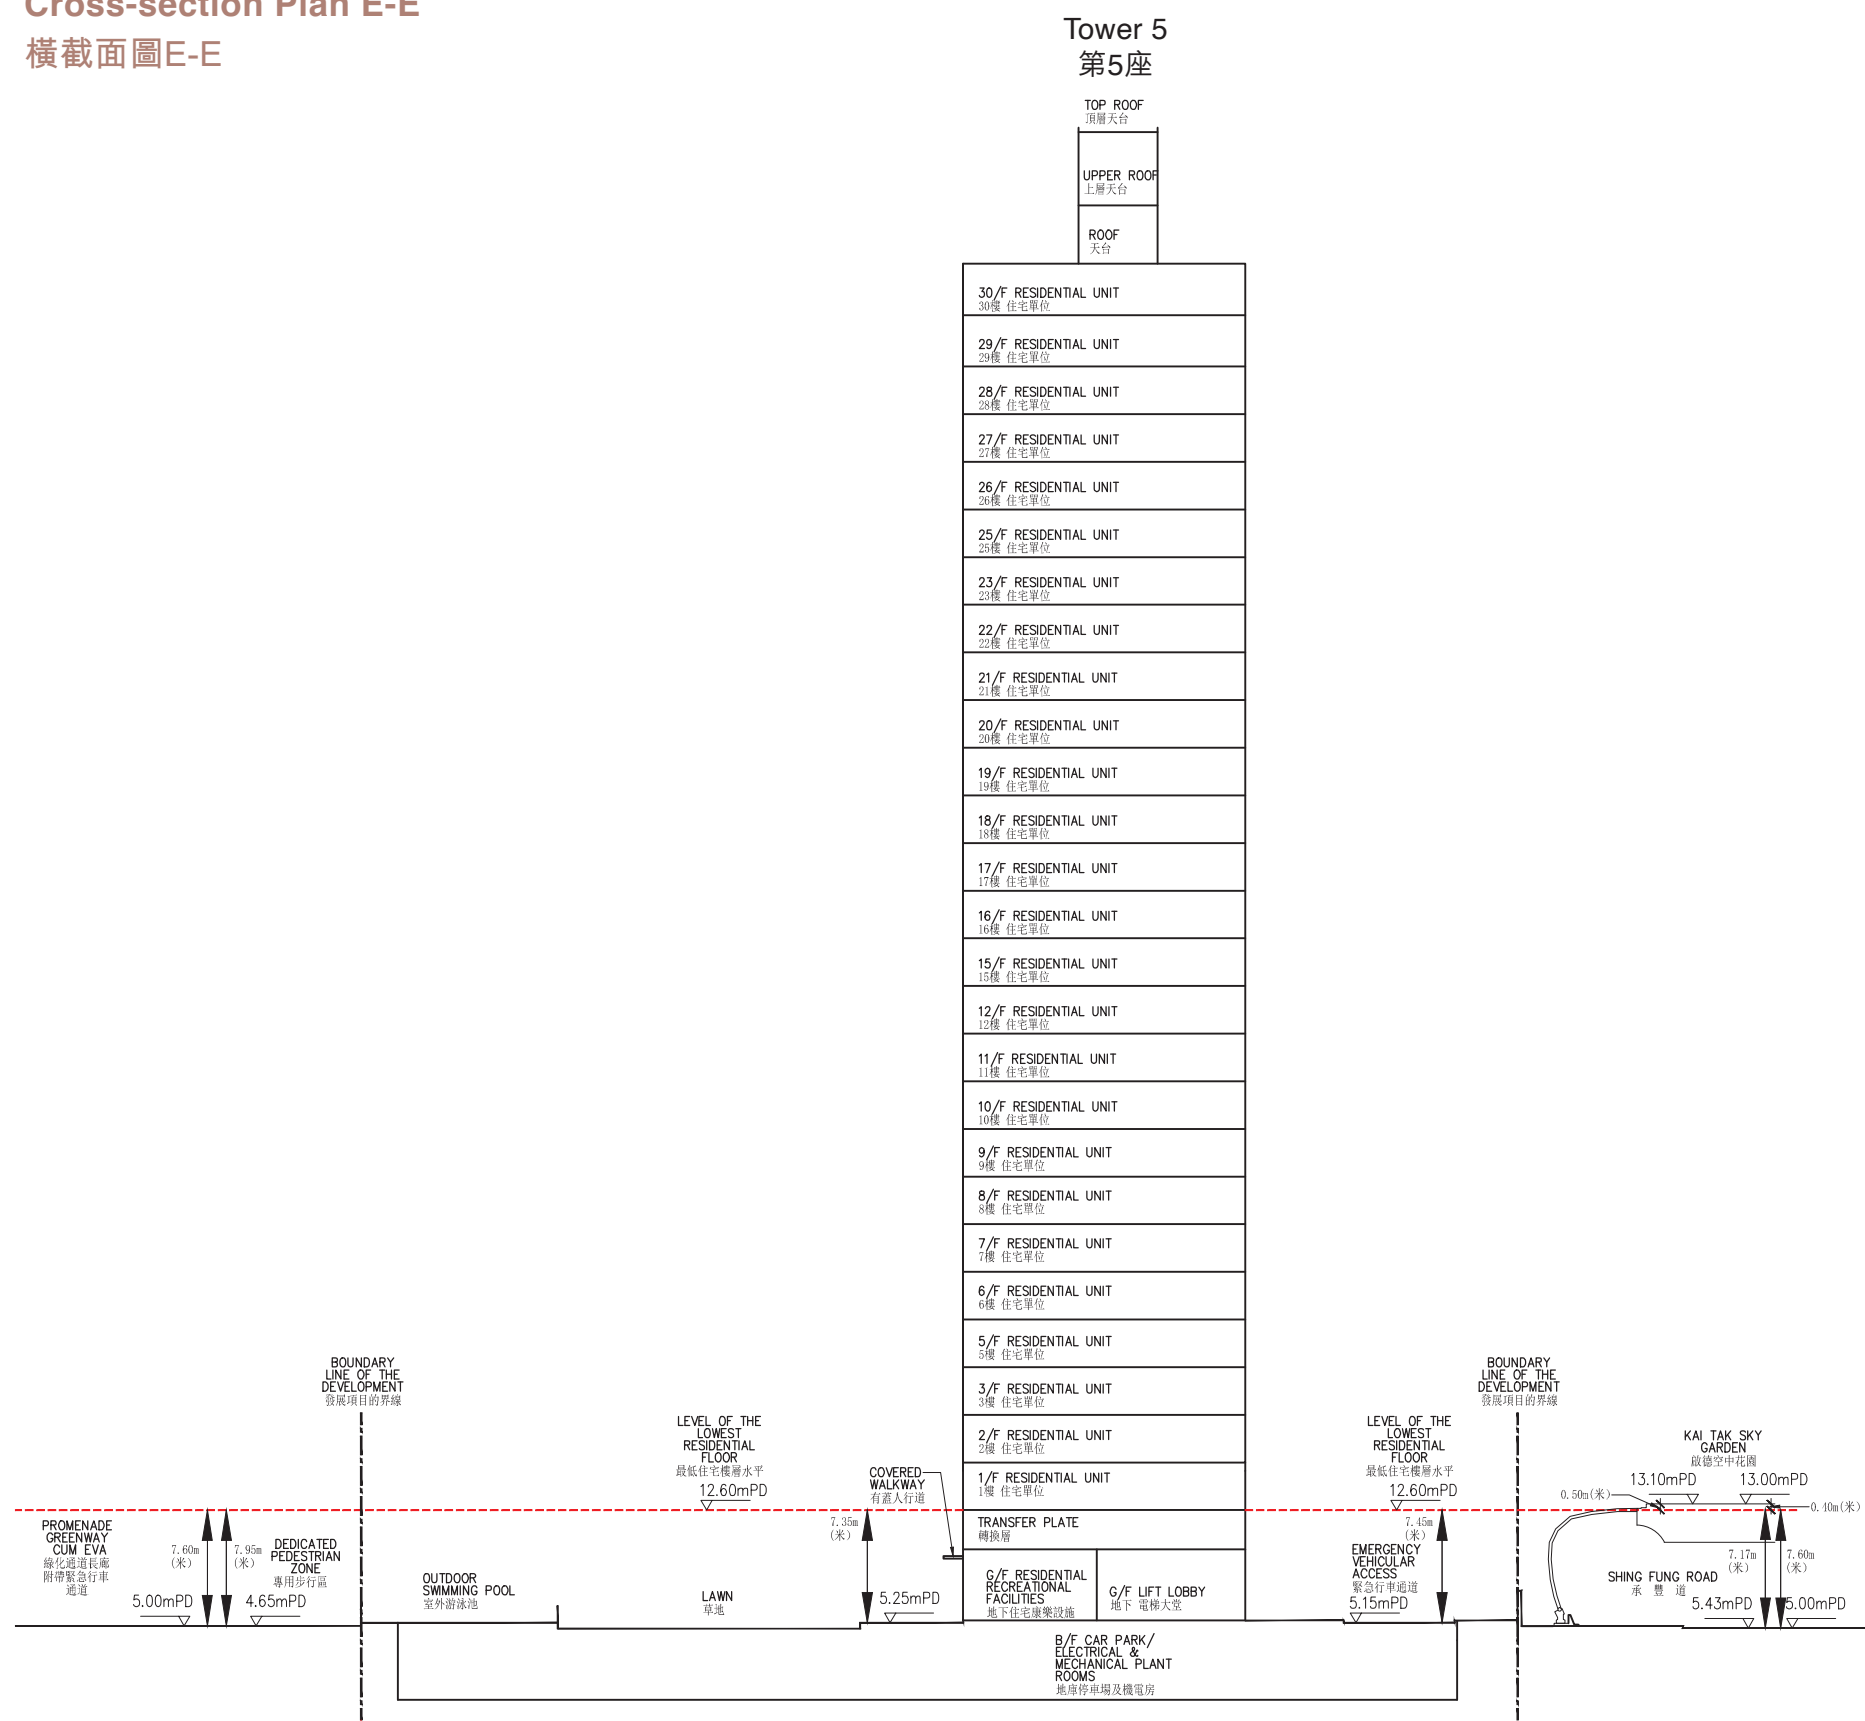 Cross-section Plan E-E
橫截面圖E-E
Tower 5
第5座
TOP ROOF
頂層天台
UPPER ROOF
上層天台
ROOF
天台
30/F RESIDENTIAL UNIT
30樓 住宅單位
29/F RESIDENTIAL UNIT
29樓 住宅單位
28/F RESIDENTIAL UNIT
28樓 住宅單位
27/F RESIDENTIAL UNIT
27樓 住宅單位
26/F RESIDENTIAL UNIT
26樓 住宅單位
25/F RESIDENTIAL UNIT
25樓 住宅單位
23/F RESIDENTIAL UNIT
23樓 住宅單位
22/F RESIDENTIAL UNIT
22樓 住宅單位
21/F RESIDENTIAL UNIT
21樓 住宅單位
20/F RESIDENTIAL UNIT
20樓 住宅單位
19/F RESIDENTIAL UNIT
19樓 住宅單位
18/F RESIDENTIAL UNIT
18樓 住宅單位
17/F RESIDENTIAL UNIT
17樓 住宅單位
16/F RESIDENTIAL UNIT
16樓 住宅單位
15/F RESIDENTIAL UNIT
15樓 住宅單位
12/F RESIDENTIAL UNIT
12樓 住宅單位
11/F RESIDENTIAL UNIT
11樓 住宅單位
10/F RESIDENTIAL UNIT
10樓 住宅單位
9/F RESIDENTIAL UNIT
9樓 住宅單位
8/F RESIDENTIAL UNIT
8樓 住宅單位
7/F RESIDENTIAL UNIT
7樓 住宅單位
6/F RESIDENTIAL UNIT
6樓 住宅單位
5/F RESIDENTIAL UNIT
5樓 住宅單位
3/F RESIDENTIAL UNIT
3樓 住宅單位
2/F RESIDENTIAL UNIT
2樓 住宅單位
1/F RESIDENTIAL UNIT
1樓 住宅單位
TRANSFER PLATE
轉換層
G/F RESIDENTIAL
RECREATIONAL
FACILITIES
地下住宅康樂設施
G/F LIFT LOBBY
地下 電梯大堂
B/F CAR PARK/
ELECTRICAL &
MECHANICAL PLANT
ROOMS
地庫停車場及機電房
BOUNDARY
LINE OF THE
DEVELOPMENT
發展項目的界線
LEVEL OF THE
LOWEST
RESIDENTIAL
FLOOR
最低住宅樓層水平
12.60mPD
COVERED
WALKWAY
有蓋人行道
PROMENADE
GREENWAY
CUM EVA
綠化通道長廊
附帶緊急行車
通道
7.60m
(米)
7.95m
(米)
DEDICATED
PEDESTRIAN
ZONE
專用步行區
5.00mPD
4.65mPD
OUTDOOR
SWIMMING POOL
室外游泳池
LAWN
草地
7.35m
(米)
5.25mPD
LEVEL OF THE
LOWEST
RESIDENTIAL
FLOOR
最低住宅樓層水平
12.60mPD
7.45m
(米)
EMERGENCY
VEHICULAR
ACCESS
緊急行車通道
5.15mPD
BOUNDARY
LINE OF THE
DEVELOPMENT
發展項目的界線
KAI TAK SKY
GARDEN
啟德空中花園
13.10mPD
13.00mPD
0.50m(米)
0.40m(米)
7.17m
(米)
7.60m
(米)
SHING FUNG ROAD
承 豐 道
5.43mPD
5.00mPD